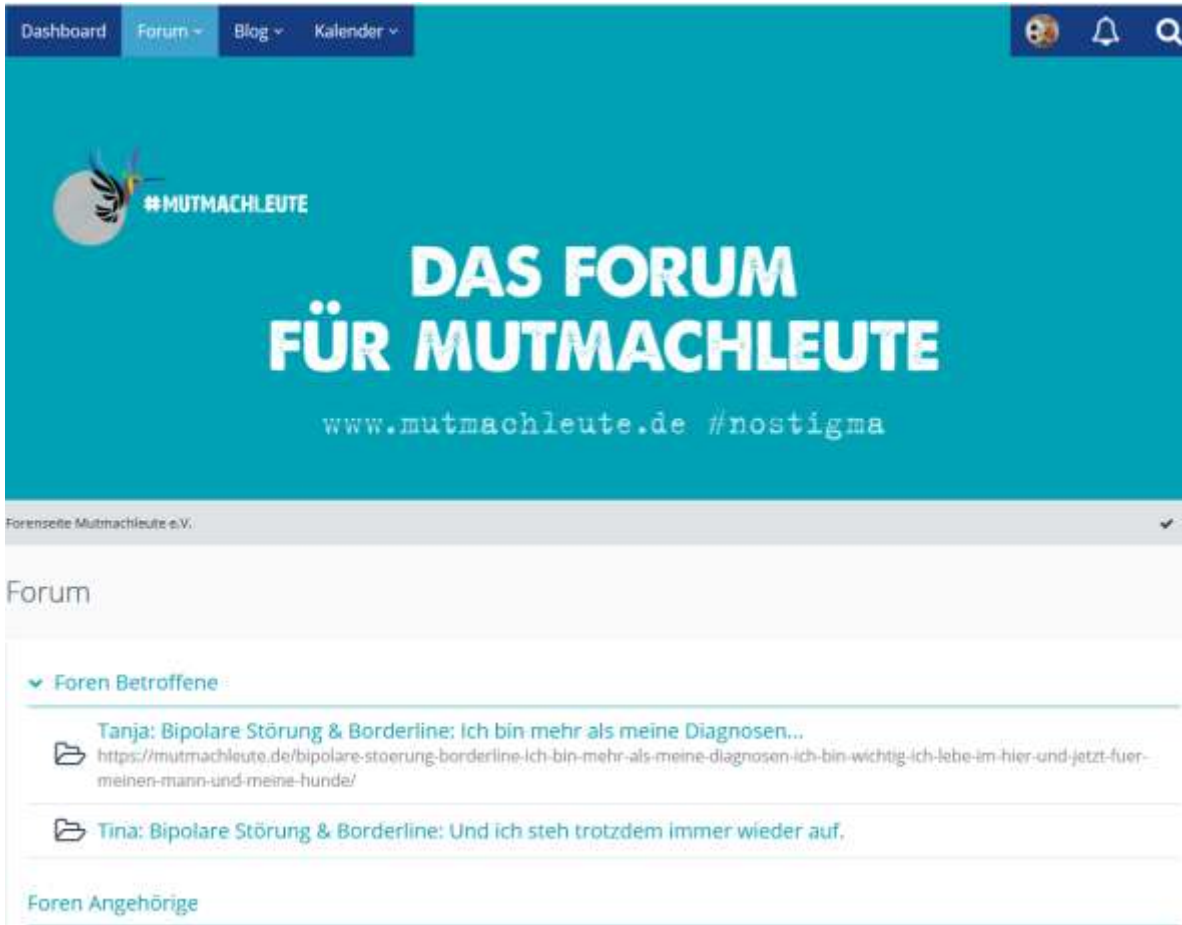 Dashboard Forum Blog Kalender
#MUTMACHLEUTE
DAS FORUM
FÜR MUTMACHLEUTE
www.mutmachleute.de #nostigma
Forenseite Mutmachleute e.V.
Forum
Foren Betroffene
Tanja: Bipolare Störung & Borderline: Ich bin mehr als meine Diagnosen...
https://mutmachleute.de/bipolare-stoerung-borderline-ich-bin-mehr-als-meine-diagnosen-ich-bin-wichtig-ich-lebe-im-hier-und-jetzt-fuer-
meinen-mann-und-meine-hunde/
Tina: Bipolare Störung & Borderline: Und ich steh trotzdem immer wieder auf.
Foren Angehörige